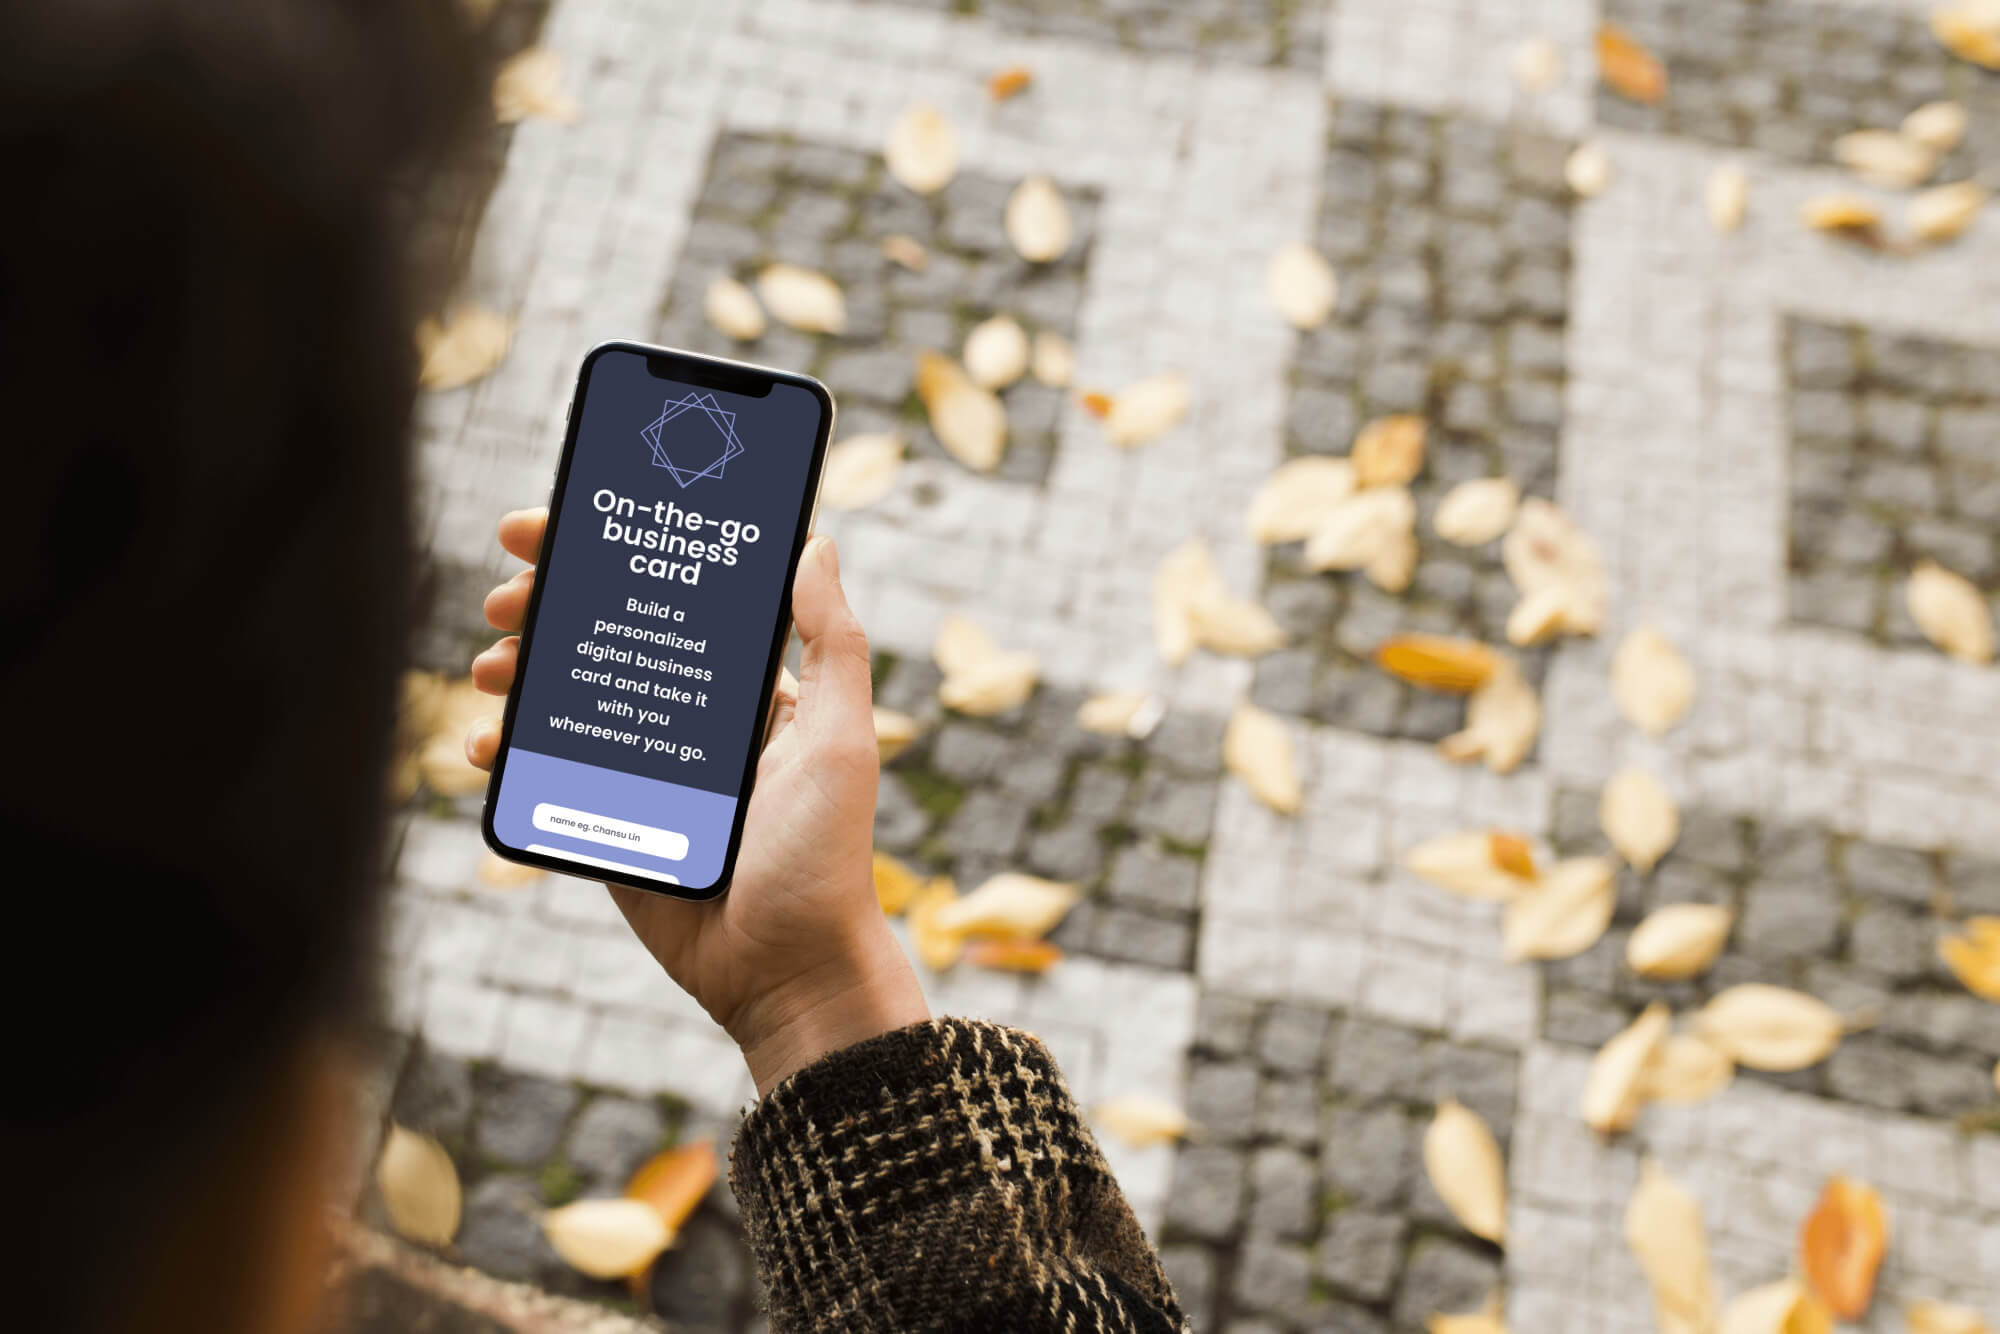 On-the-go
business
card
Build a
personalized
digital business
card and take it
with you
whereever you go.
name eg. Chansu Lin